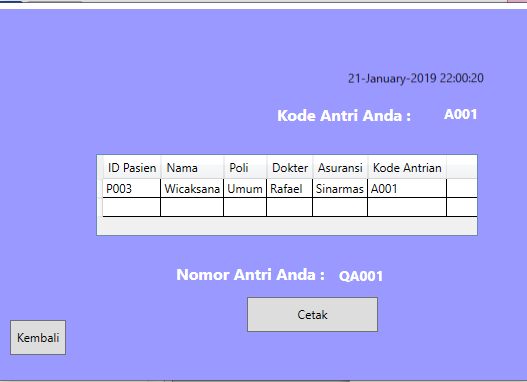 21-January-2019 22:00:20
Kode Antri Anda : A001
ID Pasien Nama Poli Dokter Asuransi Kode Antrian
P003 Wicaksana Umum Rafael Sinarmas A001
Nomor Antri Anda : QA001
Cetak
Kembali